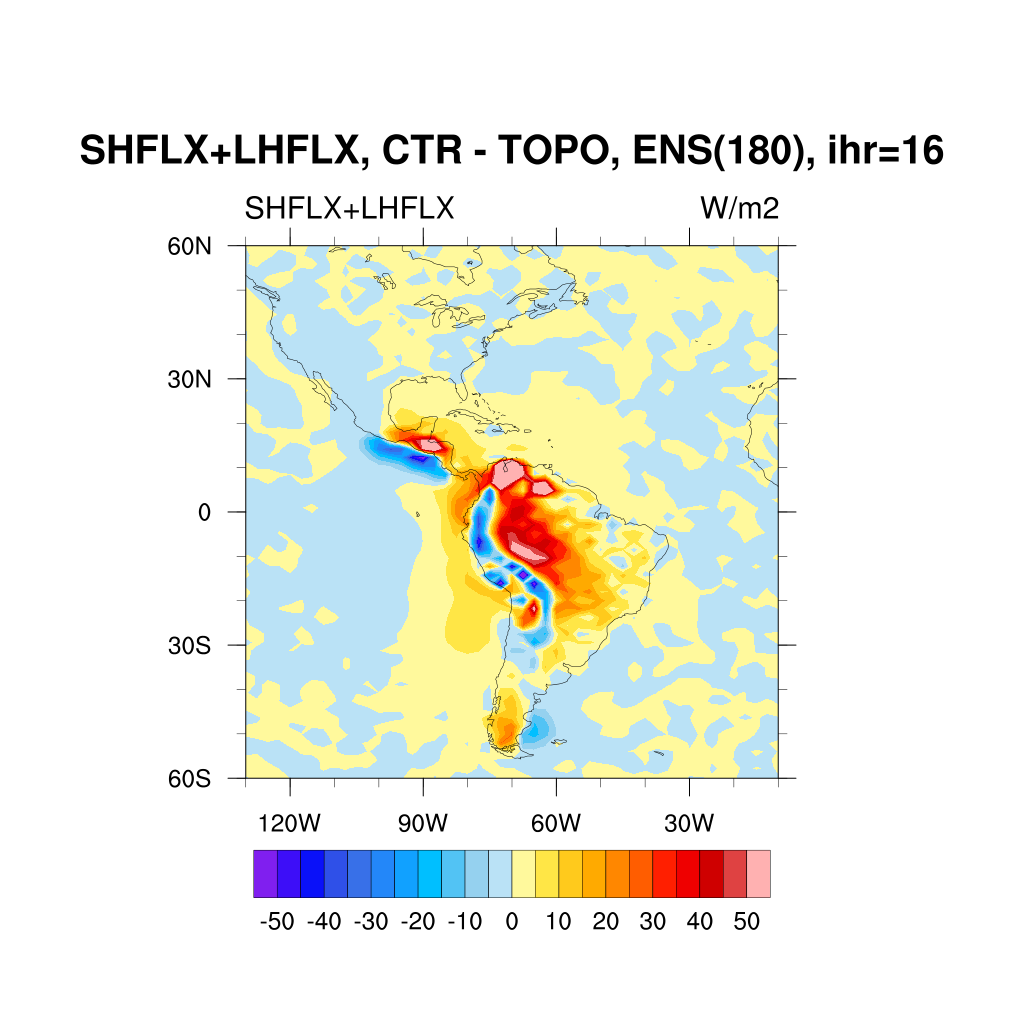 SHFLX+LHFLX, CTR - TOPO, ENS(180), ihr=16
SHFLX+LHFLX W/m2
60N
30N
0
30S
60S
120W 90W 60W 30W
-50 -40 -30 -20 -10 0 10 20 30 40 50